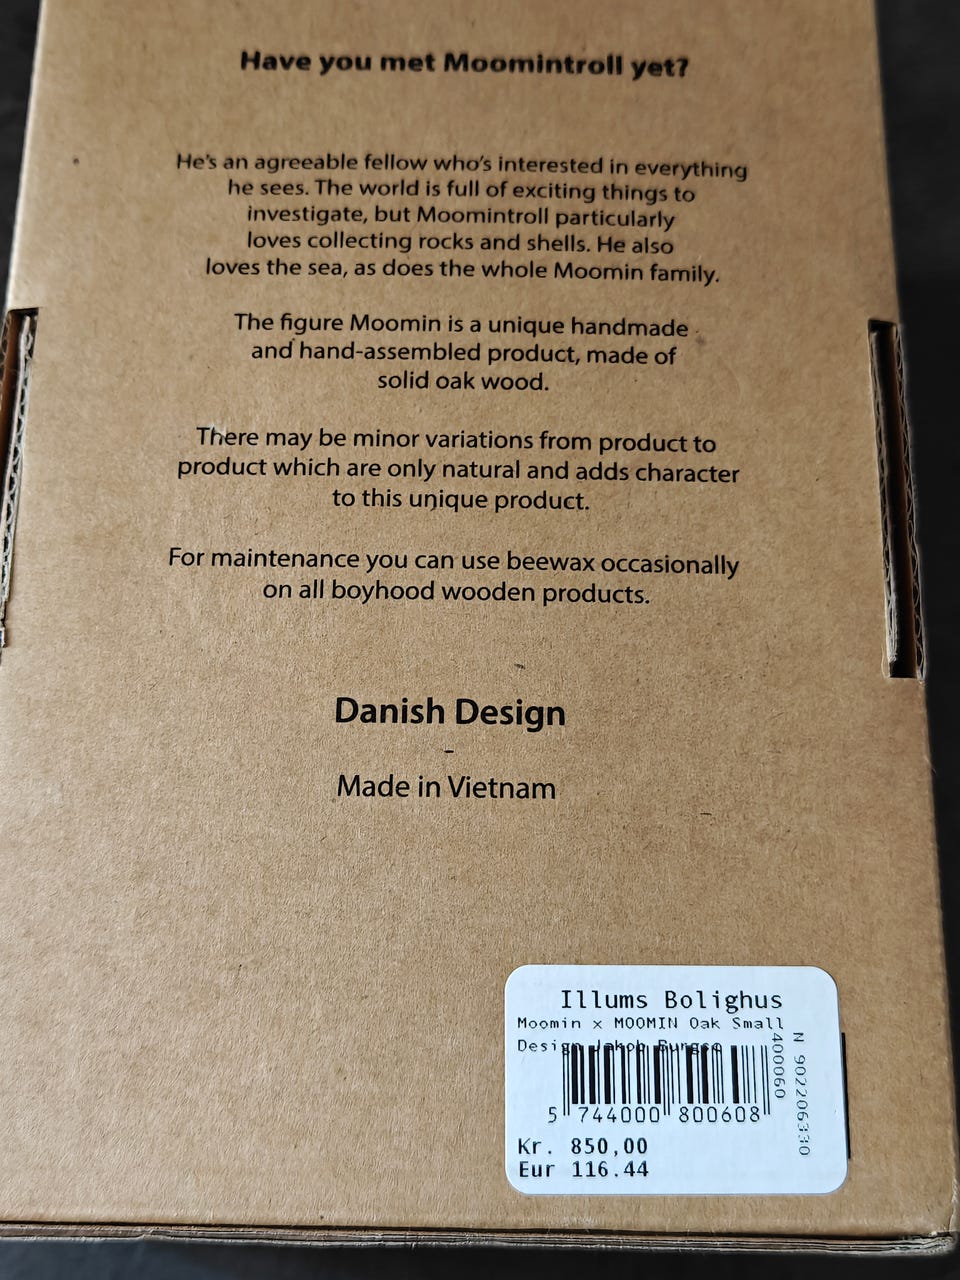 Have you met Moomintroll yet?
He's an agreeable fellow who's interested in everything
he sees. The world is full of exciting things to
investigate, but Moomintroll particularly
loves collecting rocks and shells. He also
loves the sea, as does the whole Moomin family.
The figure Moomin is a unique handmade
and hand-assembled product, made of
solid oak wood.
There may be minor variations from product to
product which are only natural and adds character
to this unique product.
For maintenance you can use beewax occasionally
on all boyhood wooden products.
Danish Design
-
Made in Vietnam
Illums Bolighus
Moomin x MOOMIN Oak Small
Design Jakob Burgsø
5 744000 800608
400060
N 902206330
Kr. 850,00
Eur 116.44